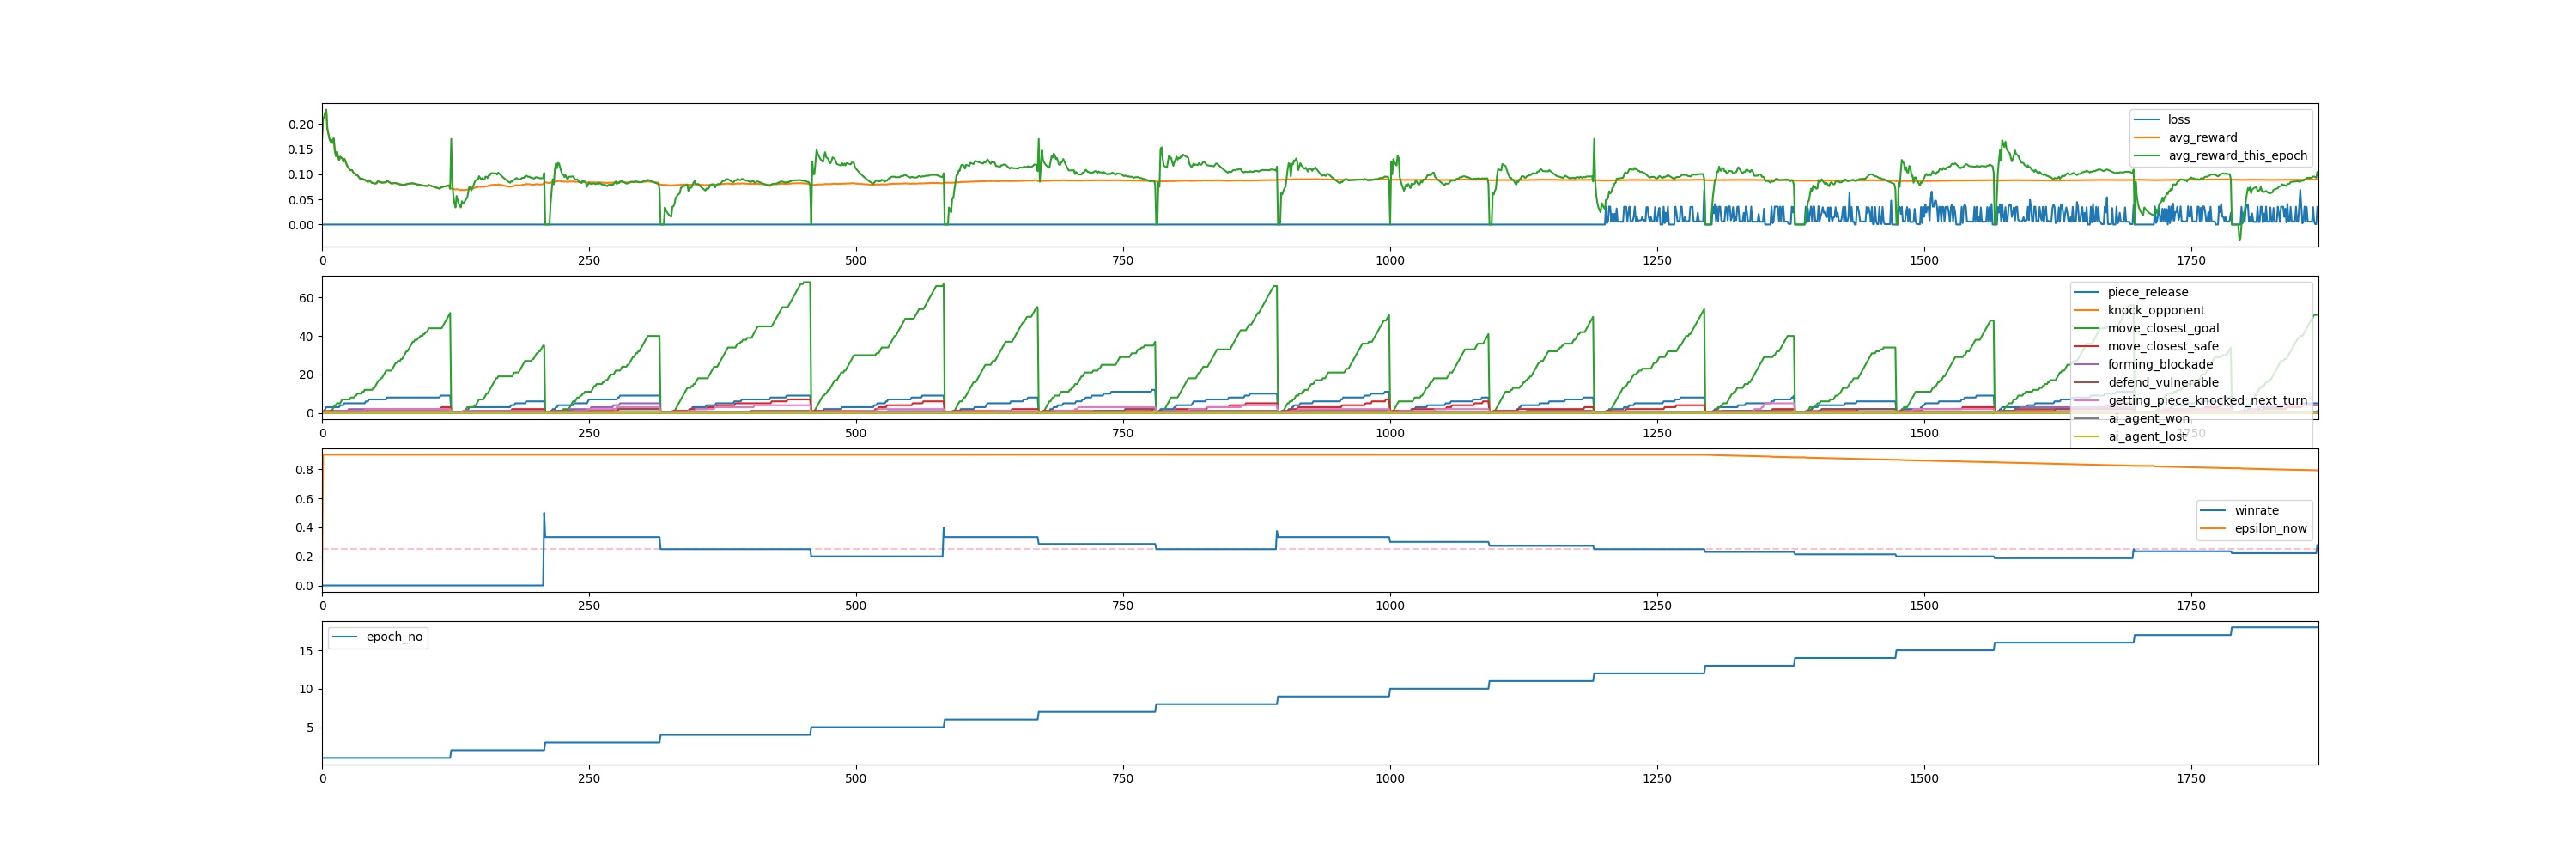 0.20
0.15
0.10
0.05
0.00
loss
avg_reward
avg_reward_this_epoch
0 250 500 750 1000 1250 1500 1750
60
40
20
0
piece_release
knock_opponent
move_closest_goal
move_closest_safe
forming_blockade
defend_vulnerable
getting_piece_knocked_next_turn
ai_agent_won
ai_agent_lost
0 250 500 750 1000 1250 1500 1750
0.8
0.6
0.4
0.2
0.0
winrate
epsilon_now
0 250 500 750 1000 1250 1500 1750
epoch_no
15
10
5
0 250 500 750 1000 1250 1500 1750